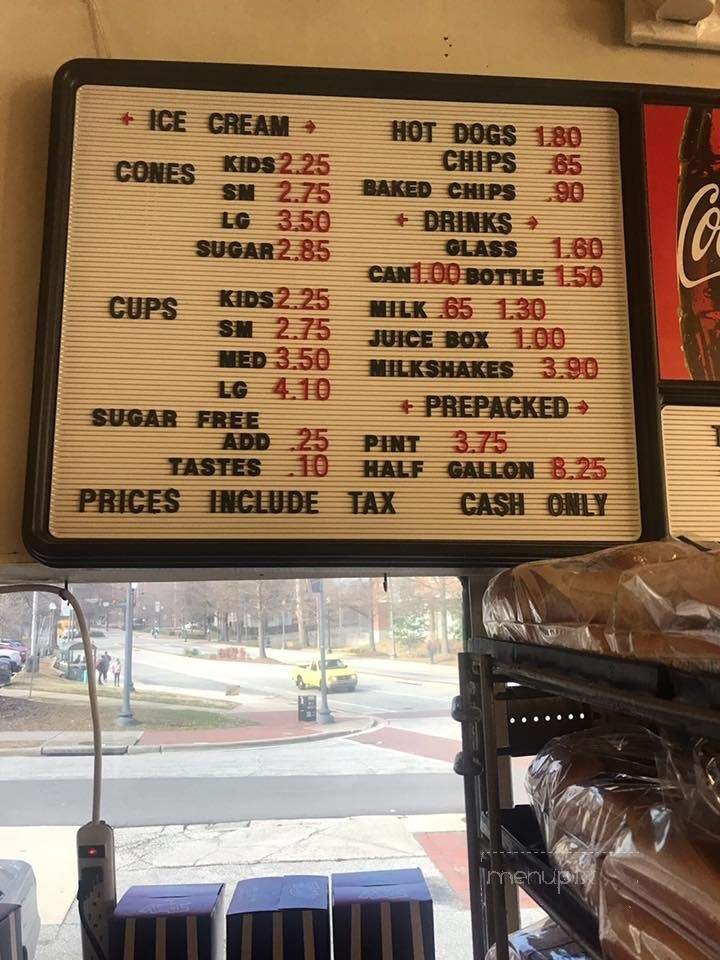 ← ICE CREAM →
CONES KIDS 2.25
SM 2.75
LG 3.50
SUGAR 2.85
CUPS KIDS 2.25
SM 2.75
MED 3.50
LG 4.10
SUGAR FREE
ADD .25
TASTES .10
HOT DOGS 1.80
CHIPS .65
BAKED CHIPS .90
← DRINKS →
GLASS 1.60
CAN 1.00 BOTTLE 1.50
MILK .65 1.30
JUICE BOX 1.00
MILKSHAKES 3.90
← PREPACKED →
PINT 3.75
HALF GALLON 8.25
PRICES INCLUDE TAX CASH ONLY
Co